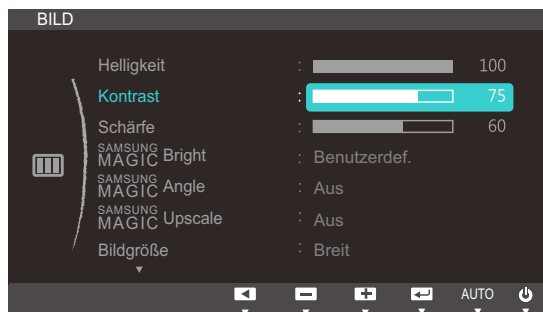 BILD
Helligkeit : 100
Kontrast : 75
Schärfe : 60
SAMSUNG MAGIC Bright : Benutzerdef.
SAMSUNG MAGIC Angle : Aus
SAMSUNG MAGIC Upscale : Aus
Bildgröße : Breit
AUTO